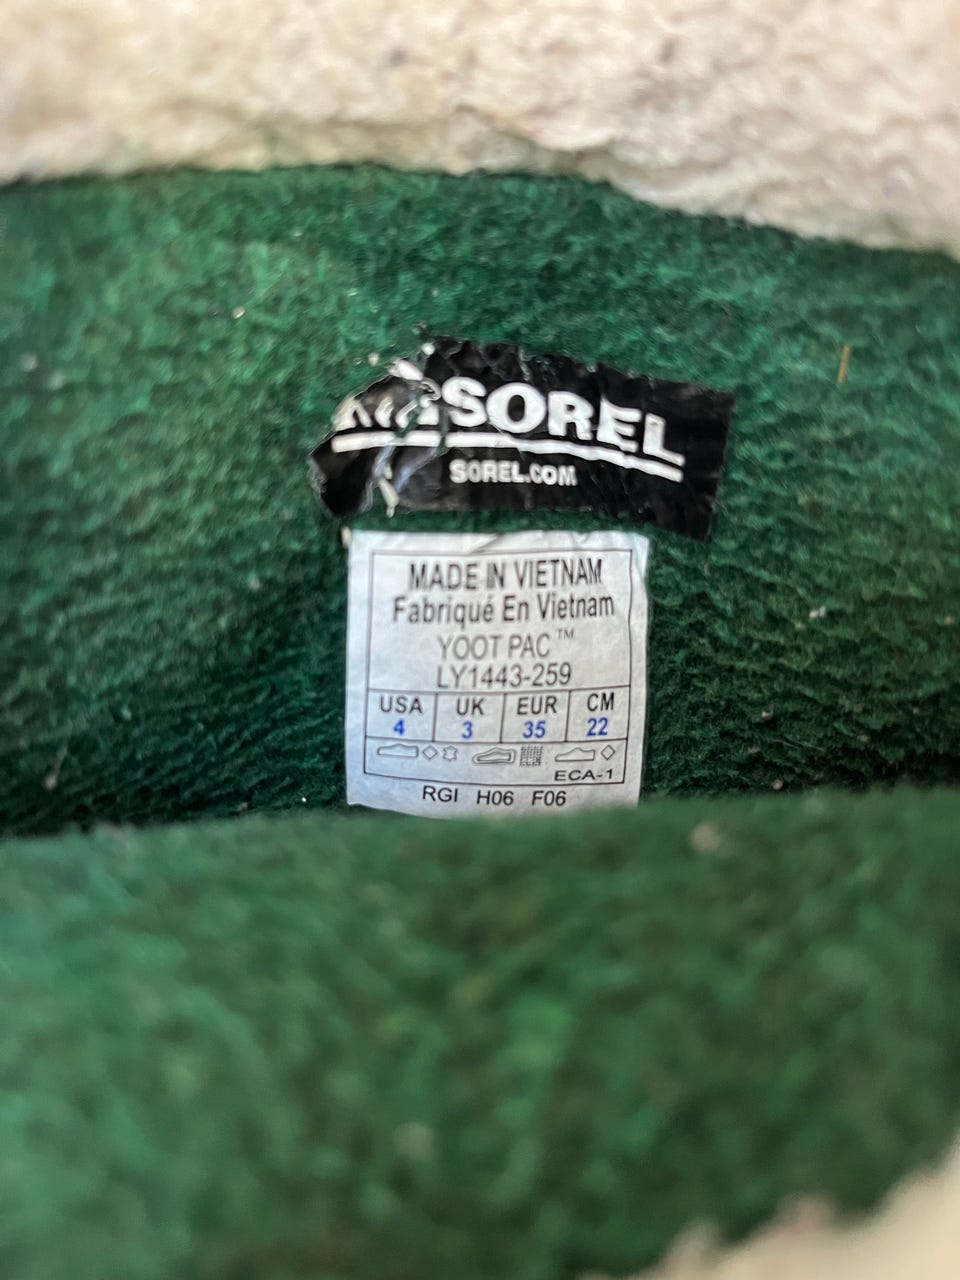 SOREL
SOREL.COM
MADE IN VIETNAM
Fabriqué En Vietnam
YOOT PAC™
LY1443-259
USA UK EUR CM
4 3 35 22
ECA-1
RGI H06 F06